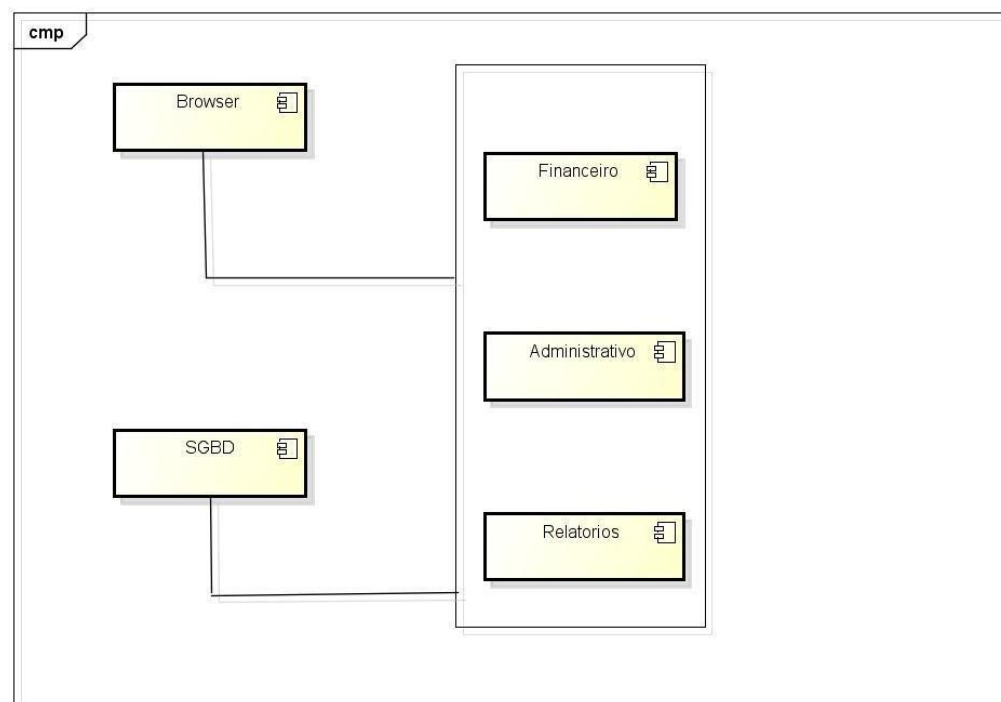 cmp
Browser
Financeiro
Administrativo
SGBD
Relatorios